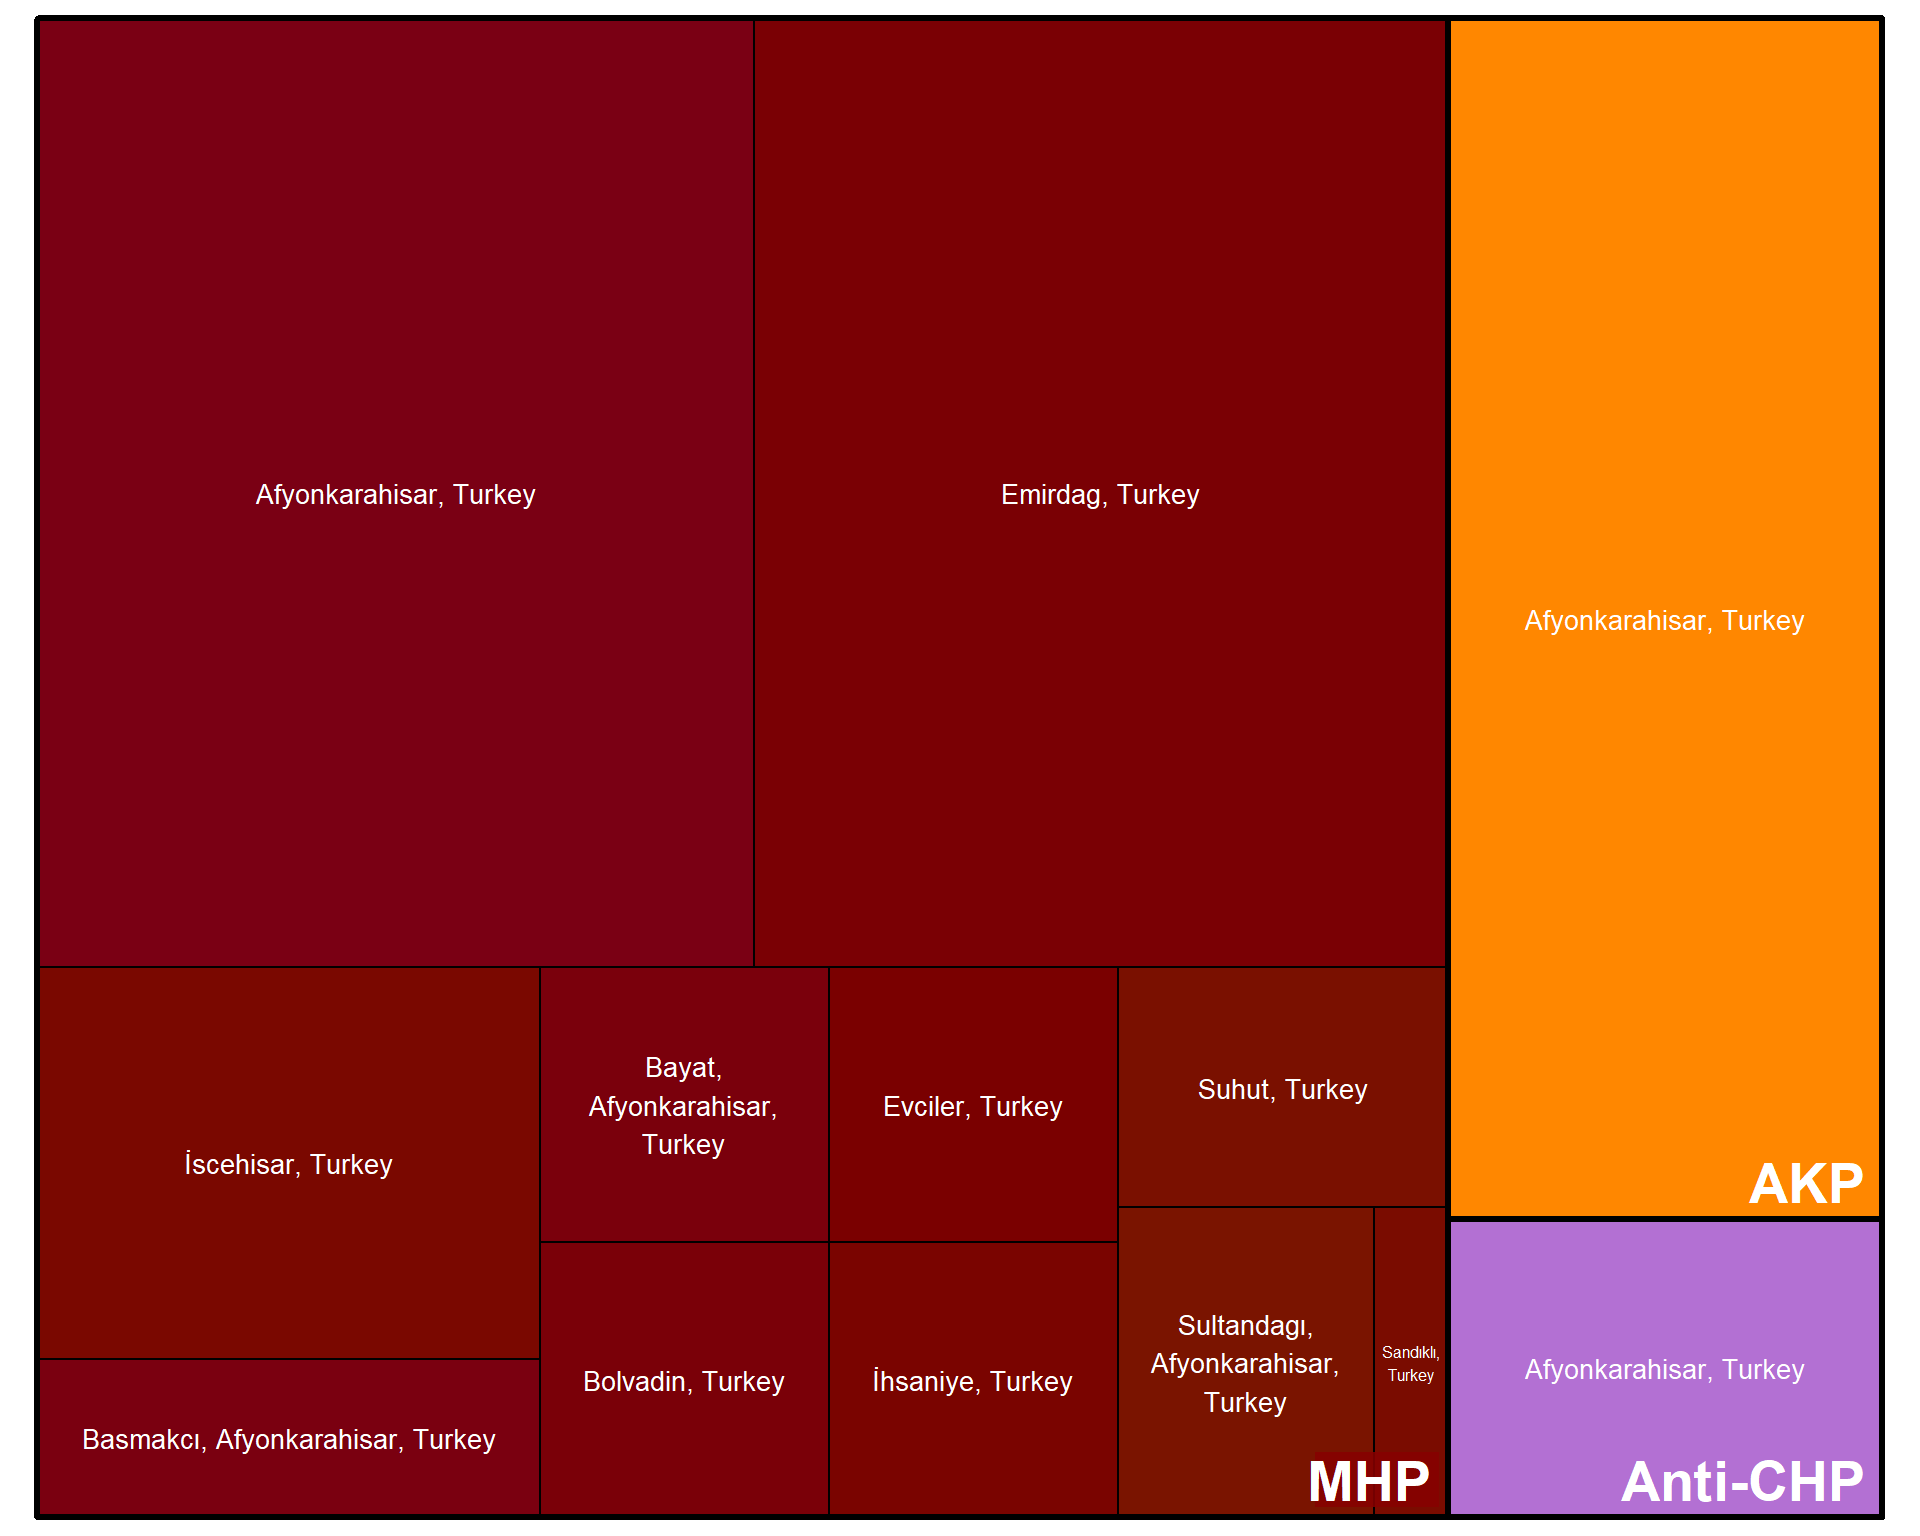 Afyonkarahisar, Turkey
Emirdag, Turkey
Afyonkarahisar, Turkey
AKP
İscehisar, Turkey
Basmakcı, Afyonkarahisar, Turkey
Bayat,
Afyonkarahisar,
Turkey
Bolvadin, Turkey
Evciler, Turkey
İhsaniye, Turkey
Suhut, Turkey
Sultandagı,
Afyonkarahisar,
Turkey
Sandıklı,
Turkey
MHP
Afyonkarahisar, Turkey
Anti-CHP